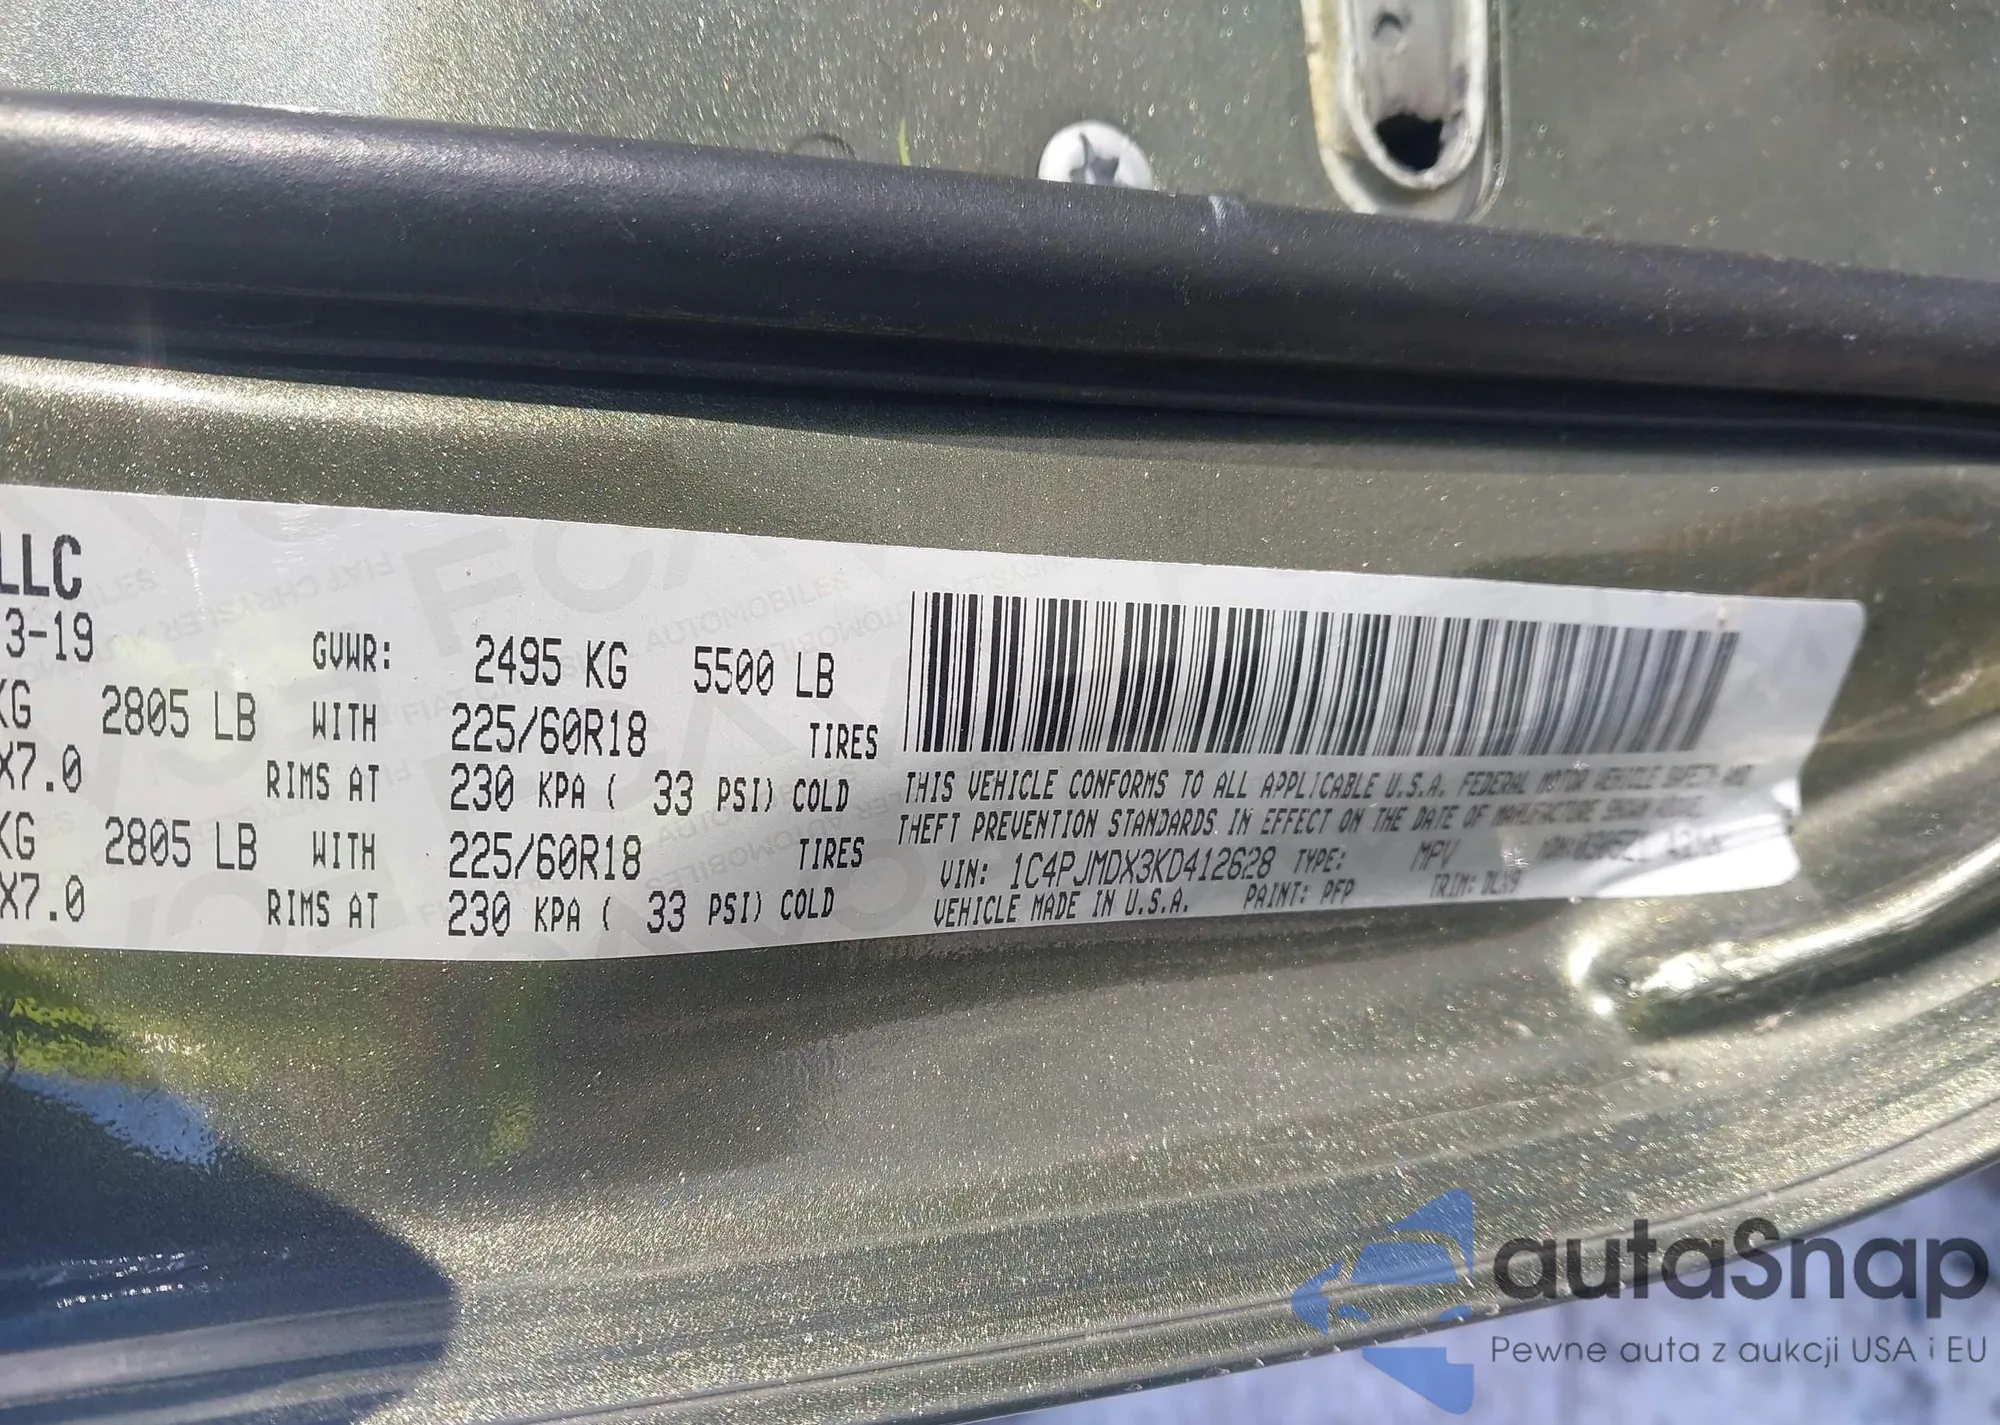 LLC
3-19
GVWR: 2495 KG 5500 LB
KG 2805 LB WITH 225/60R18 TIRES
X7.0 RIMS AT 230 KPA ( 33 PSI) COLD
KG 2805 LB WITH 225/60R18 TIRES
X7.0 RIMS AT 230 KPA ( 33 PSI) COLD
THIS VEHICLE CONFORMS TO ALL APPLICABLE U.S.A. FEDERAL MOTOR VEHICLE SAFETY AND
THEFT PREVENTION STANDARDS IN EFFECT ON THE DATE OF MANUFACTURE SHOWN ABOVE.
VIN: 1C4PJMDX3KD412628 TYPE: MPV
VEHICLE MADE IN U.S.A. PAINT: PFP TRIM: DLX9
autaSnap
Pewne auta z aukcji USA i EU